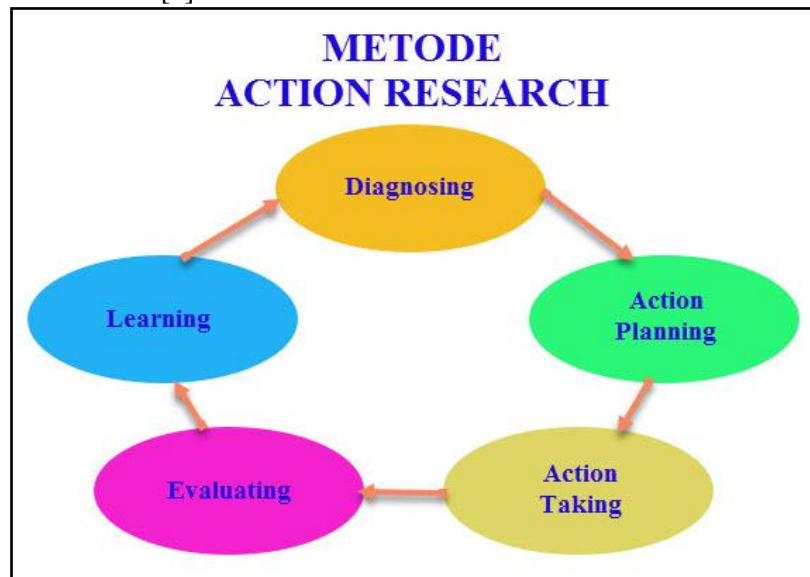 METODE
ACTION RESEARCH
Diagnosing
Action
Planning
Action
Taking
Evaluating
Learning